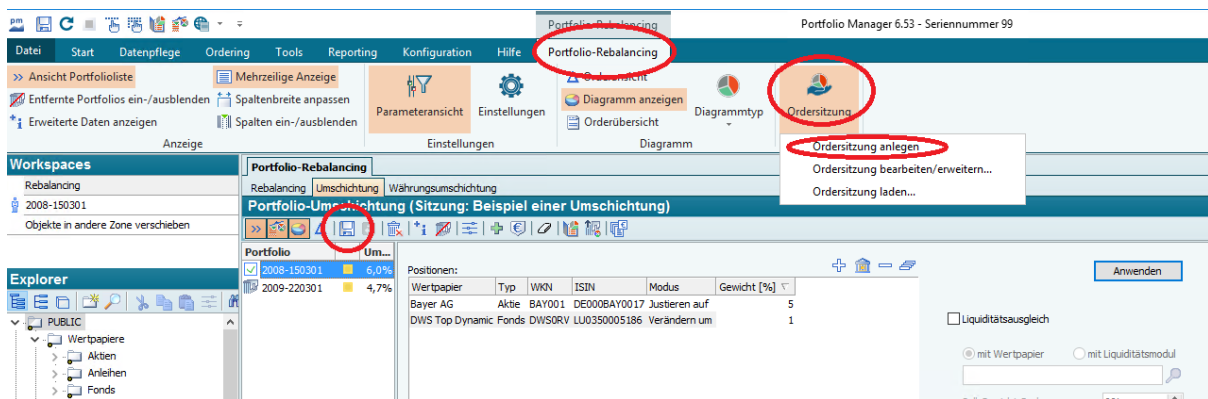 Portfolio-Rebalancing
Portfolio Manager 6.53 - Seriennummer 99
Datei Start Datenpflege Ordering Tools Reporting Konfiguration Hilfe Portfolio-Rebalancing
Ansicht Portfolioliste
Mehrzeilige Anzeige
Entfernte Portfolios ein-/ausblenden
Spaltenbreite anpassen
Erweiterte Daten anzeigen
Spalten ein-/ausblenden
Anzeige
Parameteransicht
Einstellungen
Einstellungen
Orderansicht
Diagramm anzeigen
Orderübersicht
Diagrammtyp
Diagramm
Ordersitzung
Ordersitzung anlegen
Ordersitzung bearbeiten/erweitern...
Ordersitzung laden...
Workspaces
Rebalancing
2008-150301
Objekte in andere Zone verschieben
Explorer
PUBLIC
Wertpapiere
Aktien
Anleihen
Fonds
Portfolio-Rebalancing
Rebalancing Umschichtung Währungsumschichtung
Portfolio-Umschichtung (Sitzung: Beispiel einer Umschichtung)
Portfolio Um...
2008-150301 6,0%
2009-220301 4,7%
Positionen:
Wertpapier Typ WKN ISIN Modus Gewicht [%]
Bayer AG Aktie BAY001 DE000BAY0017 Justieren auf 5
DWS Top Dynamic Fonds DWS0RV LU0350005186 Verändern um 1
Anwenden
Liquiditätsausgleich
mit Wertpapier mit Liquiditätsmodul